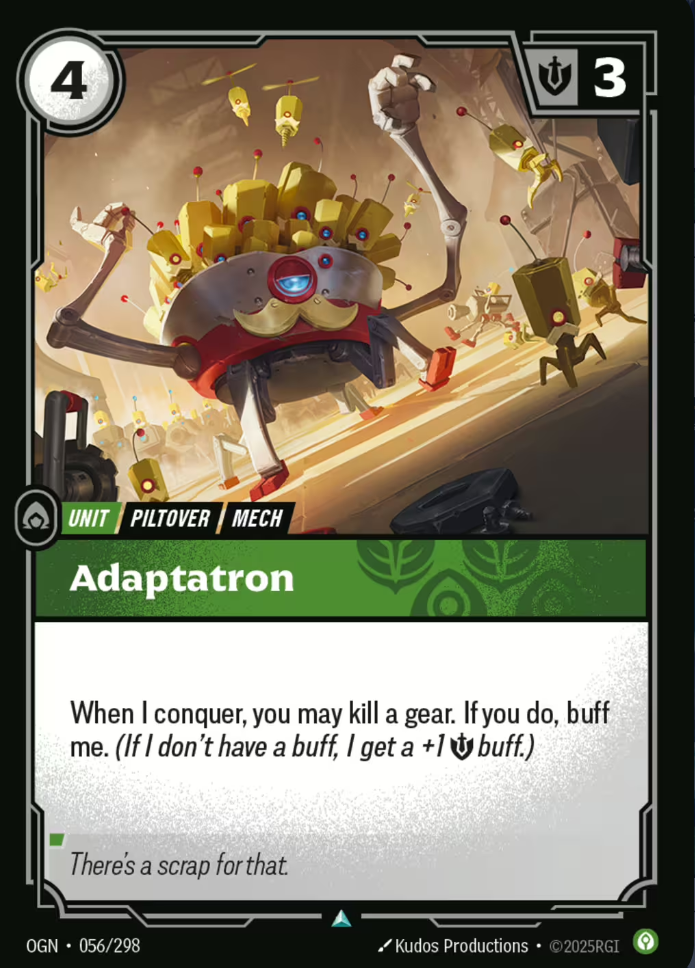 4
3
UNIT PILTOVER MECH
Adaptatron
When I conquer, you may kill a gear. If you do, buff
me. (If I don't have a buff, I get a +1 buff.)
There's a scrap for that.
OGN • 056/298 Kudos Productions • ©2025RGI